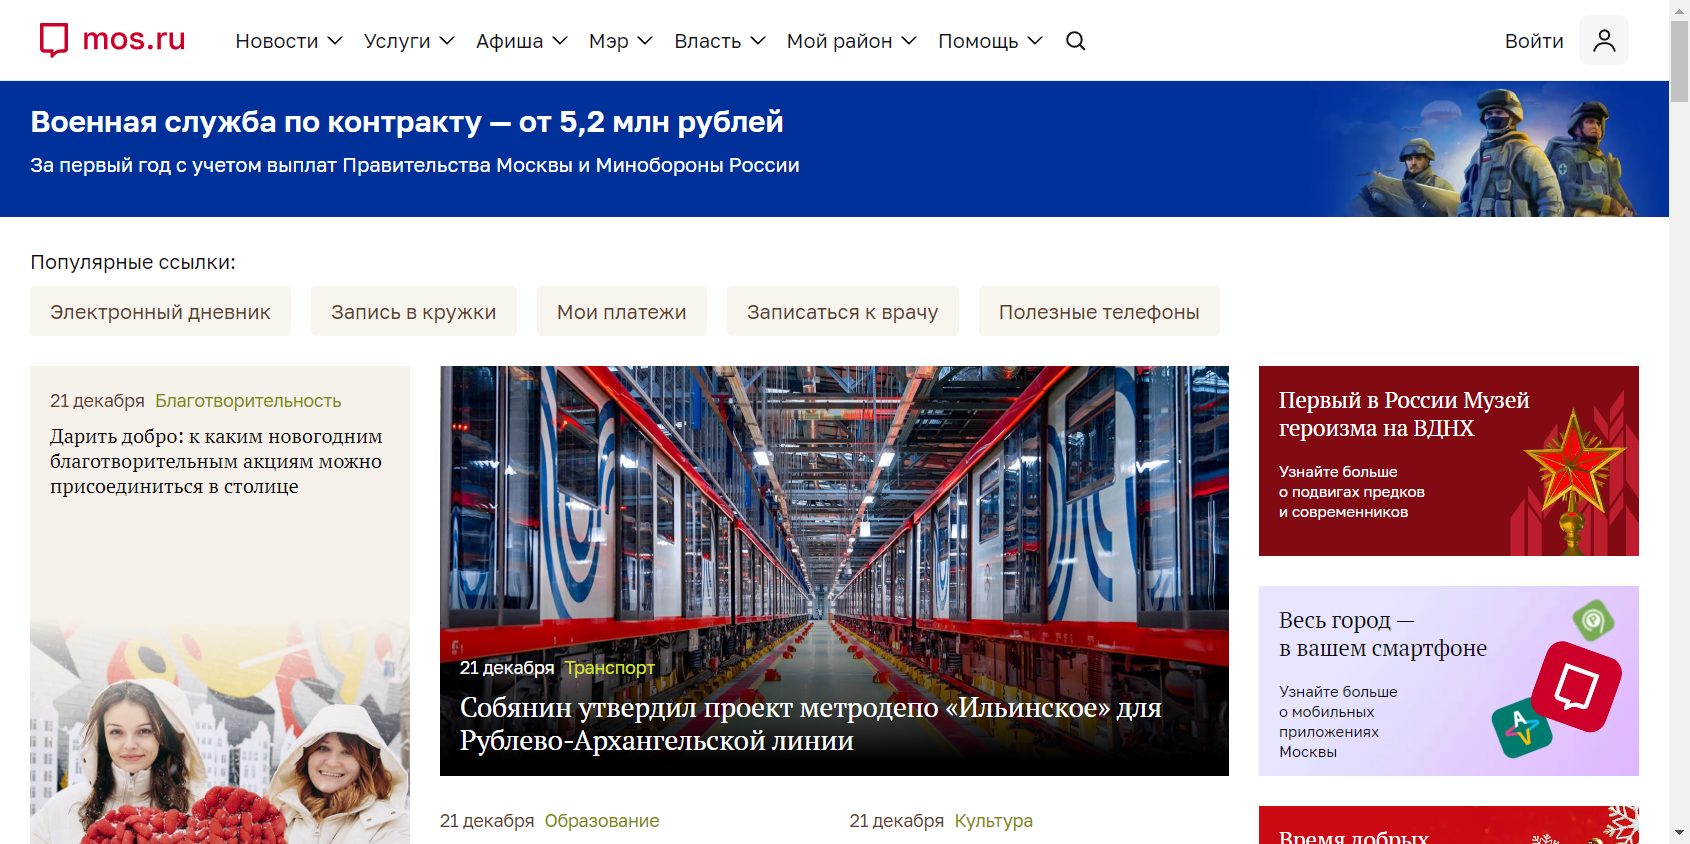 mos.ru
Новости
Услуги
Афиша
Мэр
Власть
Мой район
Помощь
Войти
Военная служба по контракту — от 5,2 млн рублей
За первый год с учетом выплат Правительства Москвы и Минобороны России
Популярные ссылки:
Электронный дневник
Запись в кружки
Мои платежи
Записаться к врачу
Полезные телефоны
21 декабря Благотворительность
Дарить добро: к каким новогодним
благотворительным акциям можно
присоединиться в столице
21 декабря Транспорт
Собянин утвердил проект метродепо «Ильинское» для
Рублево-Архангельской линии
21 декабря Образование
21 декабря Культура
Первый в России Музей
героизма на ВДНХ
Узнайте больше
о подвигах предков
и современников
Весь город —
в вашем смартфоне
Узнайте больше
о мобильных
приложениях
Москвы
Время добрых